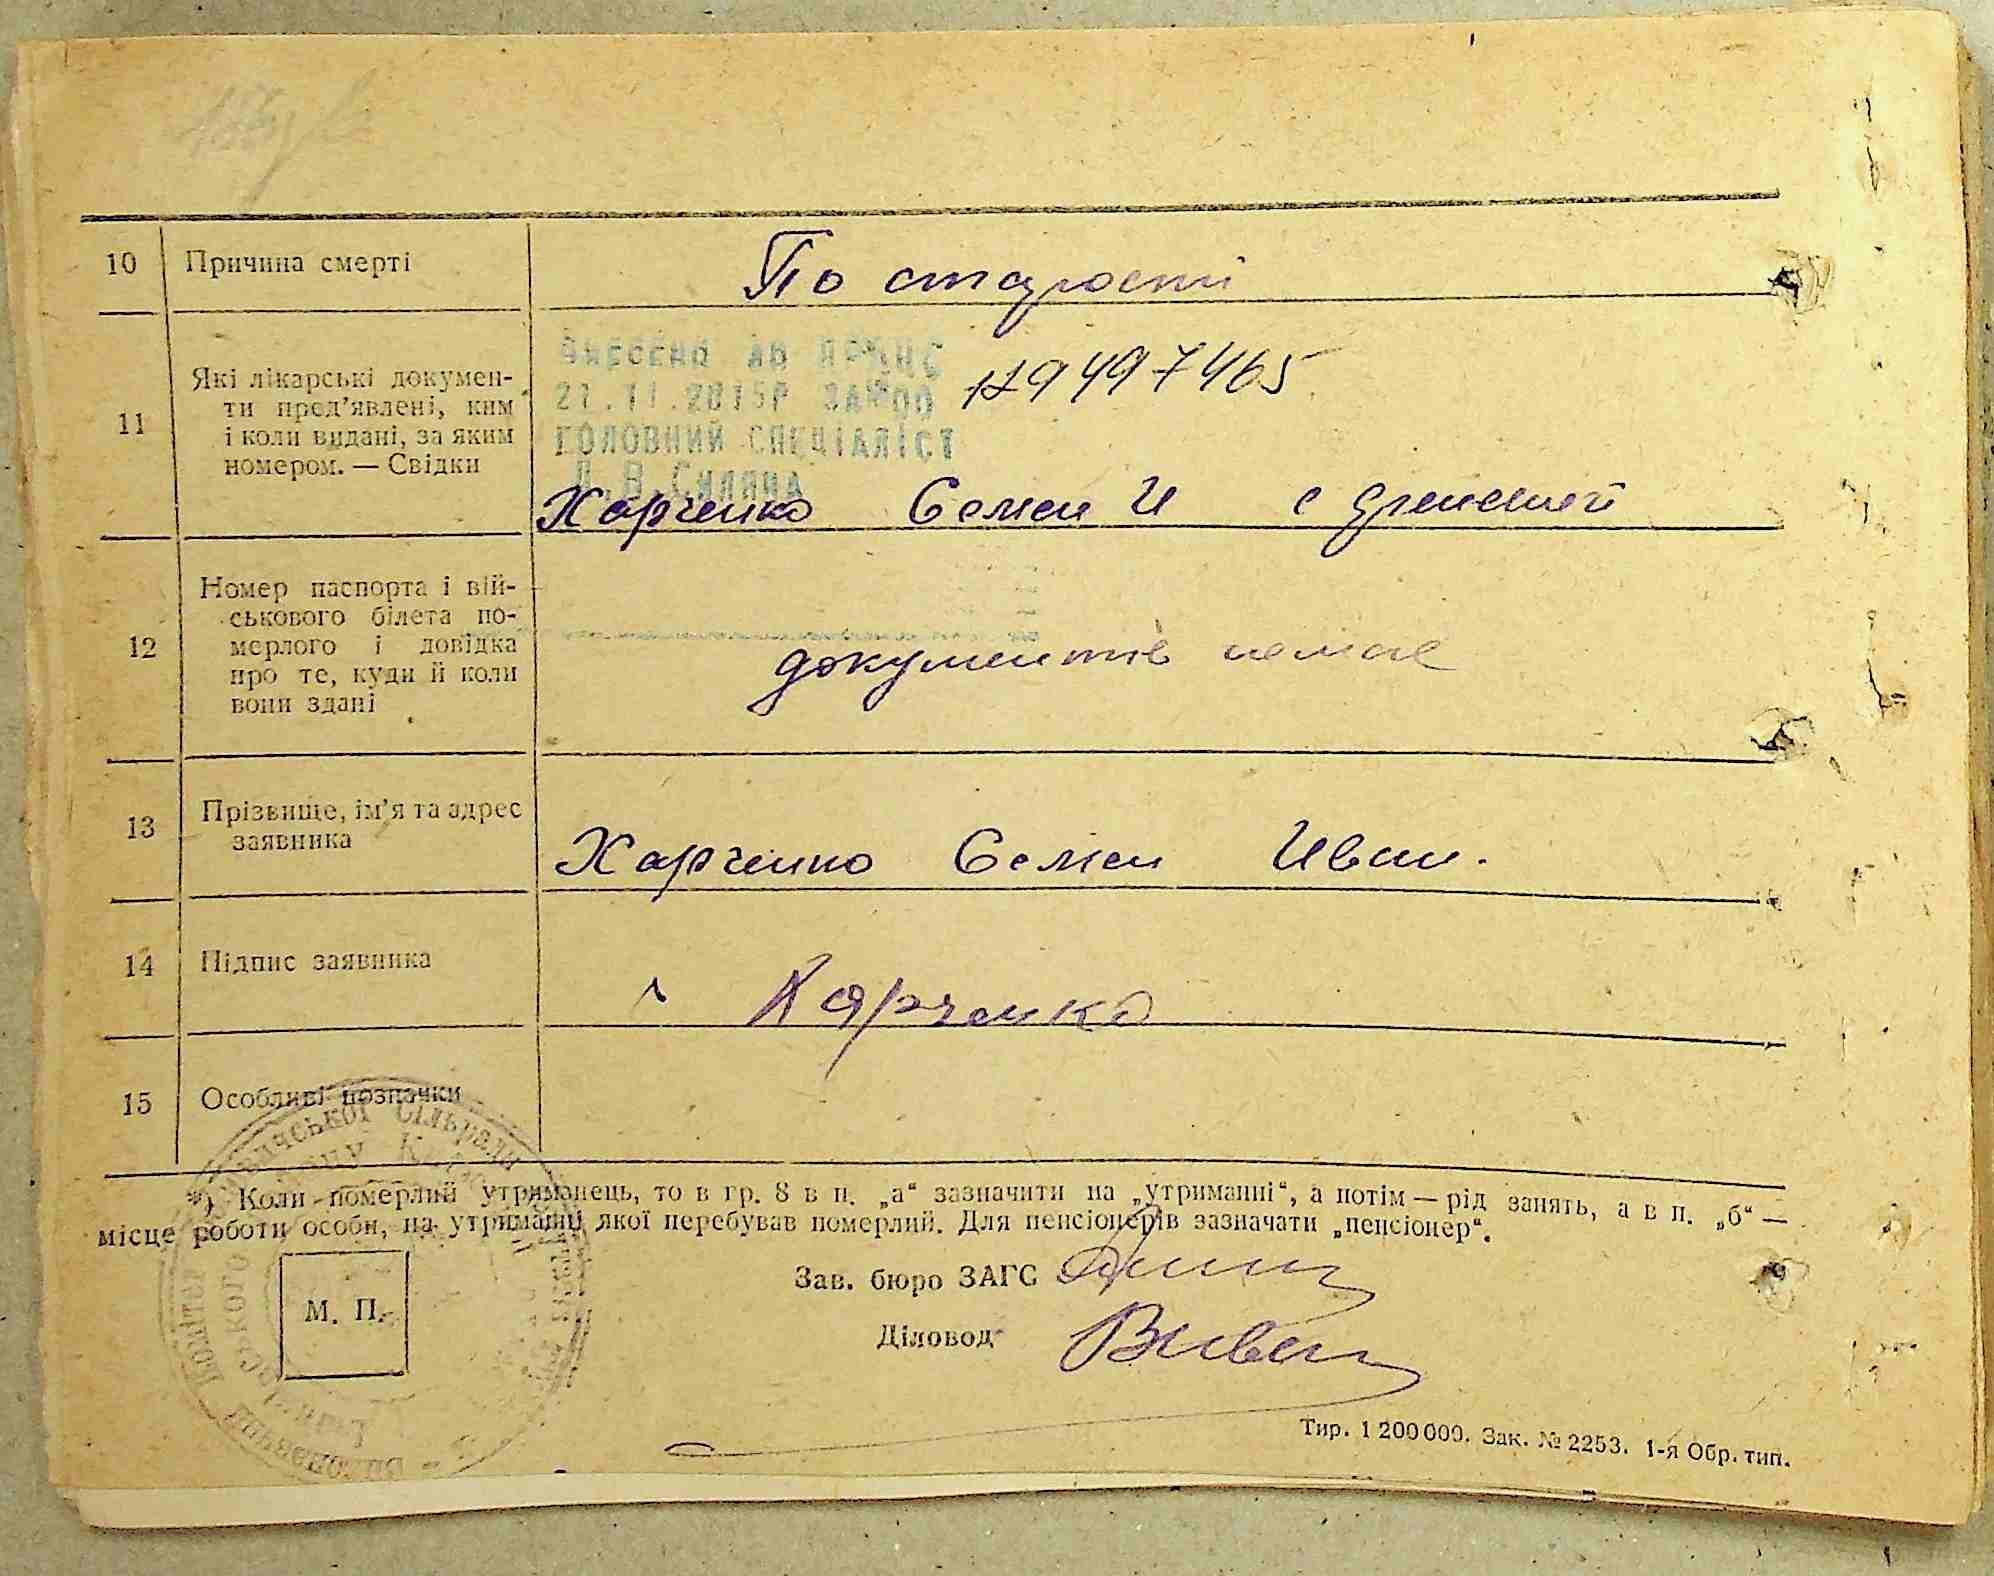 10 Причина смерті По старости
ВНЕСЕНО ДО
21.11.2015Р
ГОЛОВНИЙ СПЕЦІАЛІСТ
9497465
11 Які лікарські докумен-
ти пред’явлені, ким
і коли видані, за яким
номером. — Свідки
Харченко Семен И с
12 Номер паспорта і вій-
ськового білета по-
мерлого і довідка
про те, куди й коли
вони здані
документів немає
13 Прізвище, ім’я та адрес
заявника
Харченко Семен Иван.
14 Підпис заявника Харченко
15 Особливі позначки
*) Коли померлий утриманець, то в гр. 8 в п. „а“ зазначити на „утриманні“, а потім — рід занять, а в п. „б“ —
місце роботи особи, на утриманні якої перебував померлий. Для пенсіонерів зазначати „пенсіонер“.
Зав. бюро ЗАГС
М. П.
Діловод
Тир. 1 200 000. Зак. № 2253. 1-я Обр. тип.